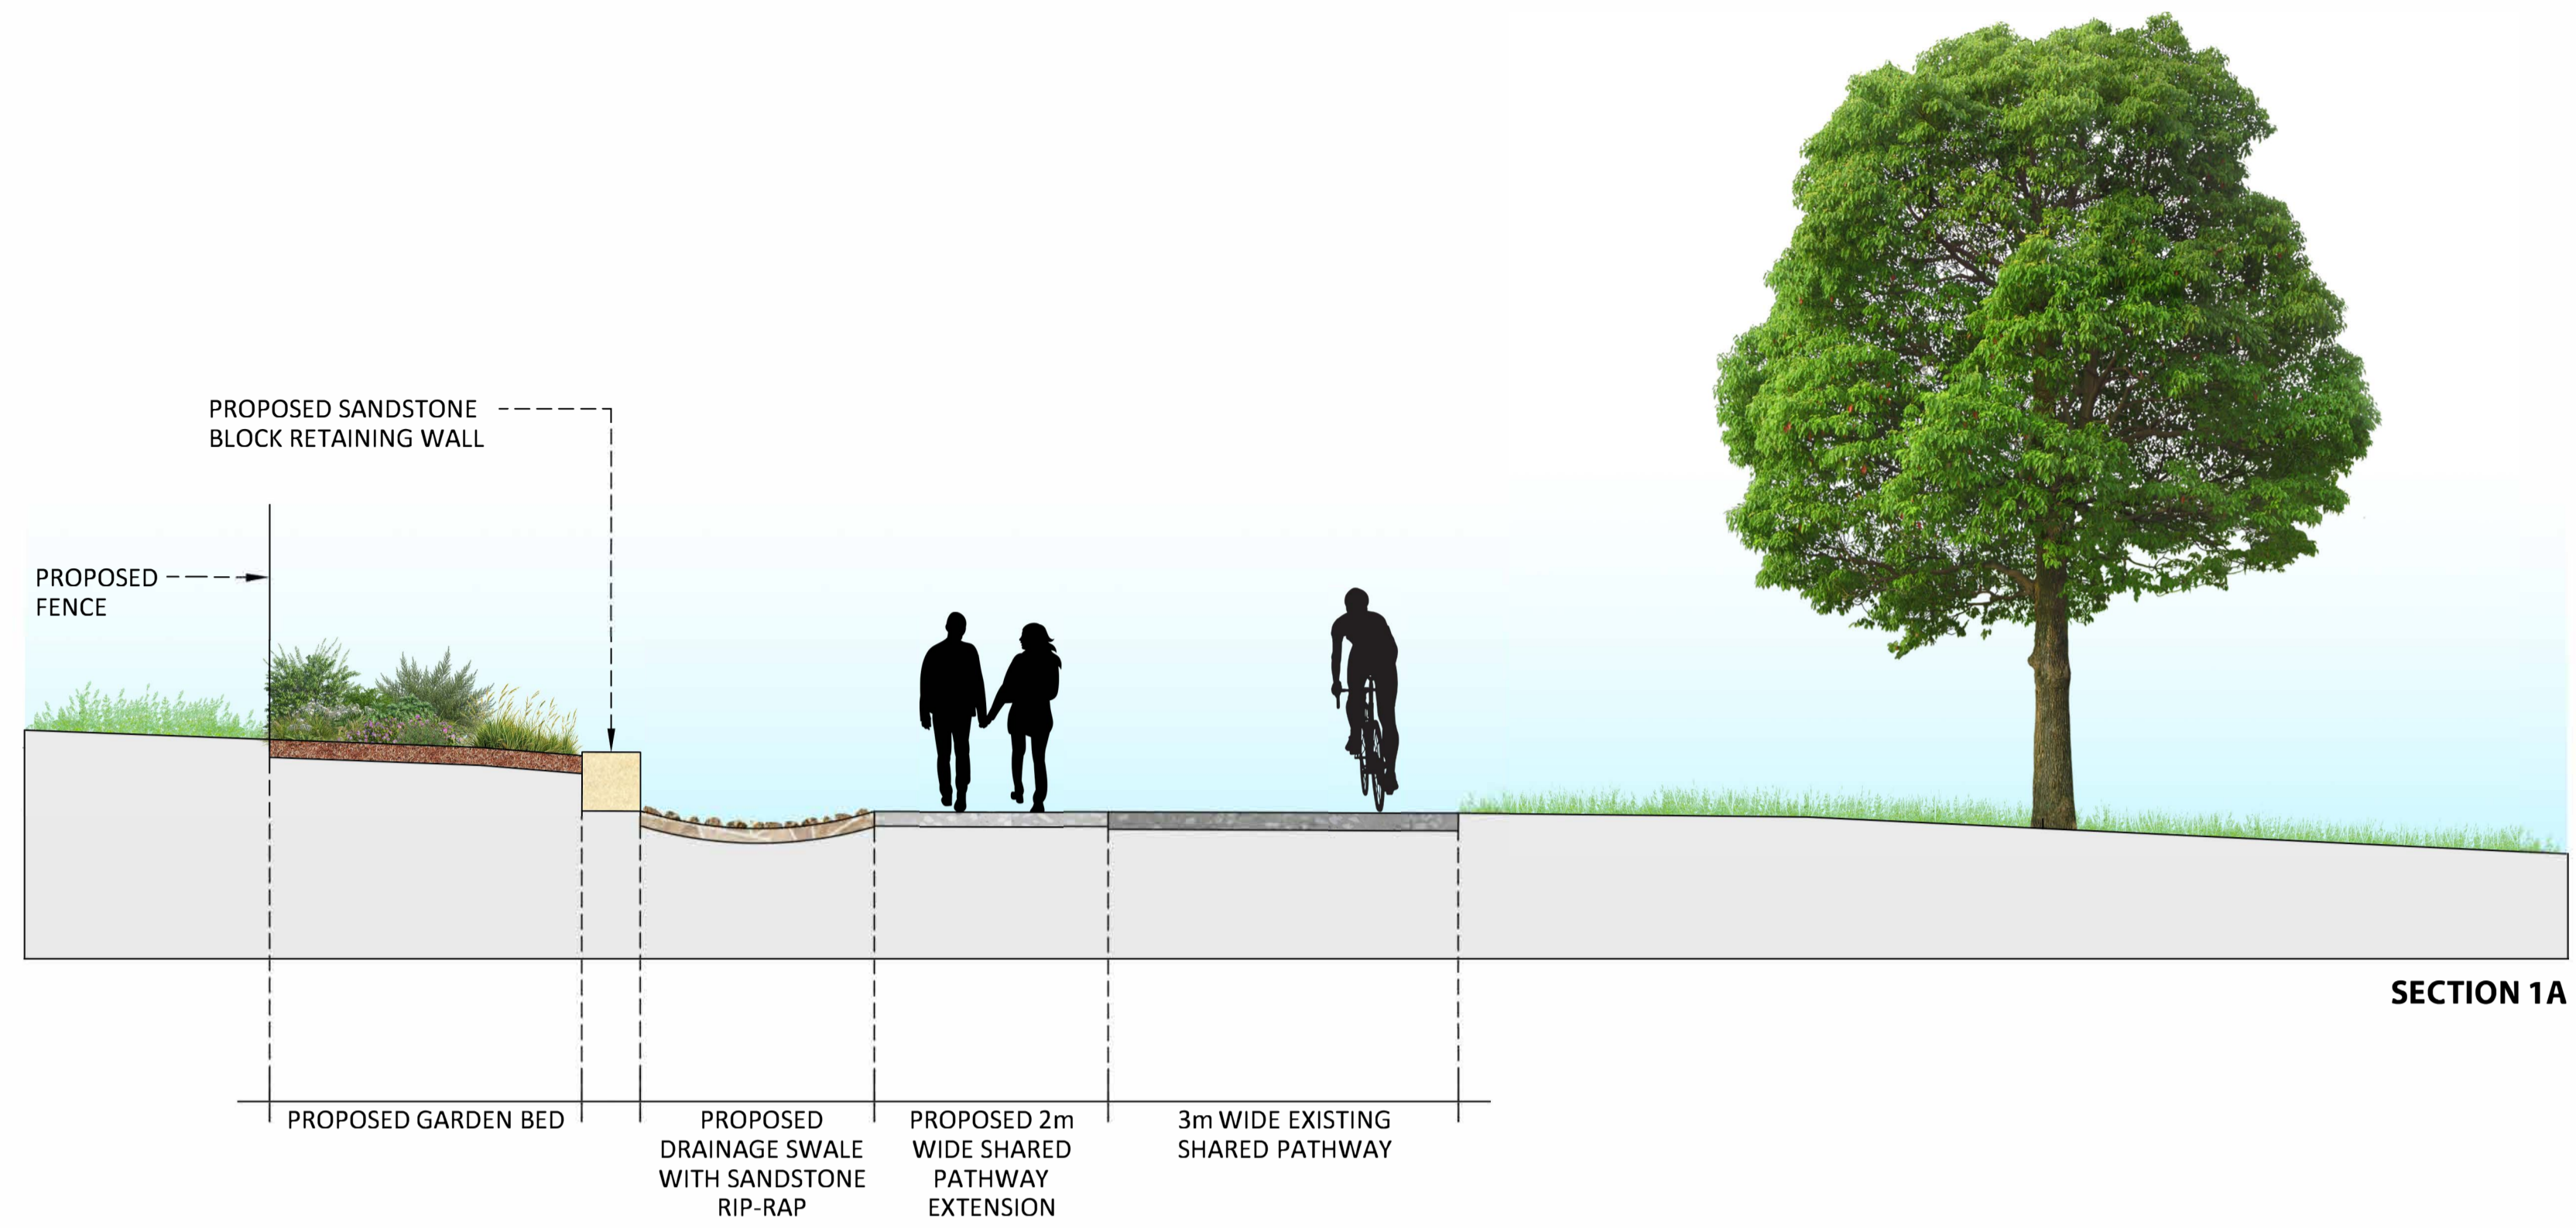 PROPOSED SANDSTONE
BLOCK RETAINING WALL
PROPOSED
FENCE
SECTION 1A
PROPOSED GARDEN BED
PROPOSED
DRAINAGE SWALE
WITH SANDSTONE
RIP-RAP
PROPOSED 2m
WIDE SHARED
PATHWAY
EXTENSION
3m WIDE EXISTING
SHARED PATHWAY